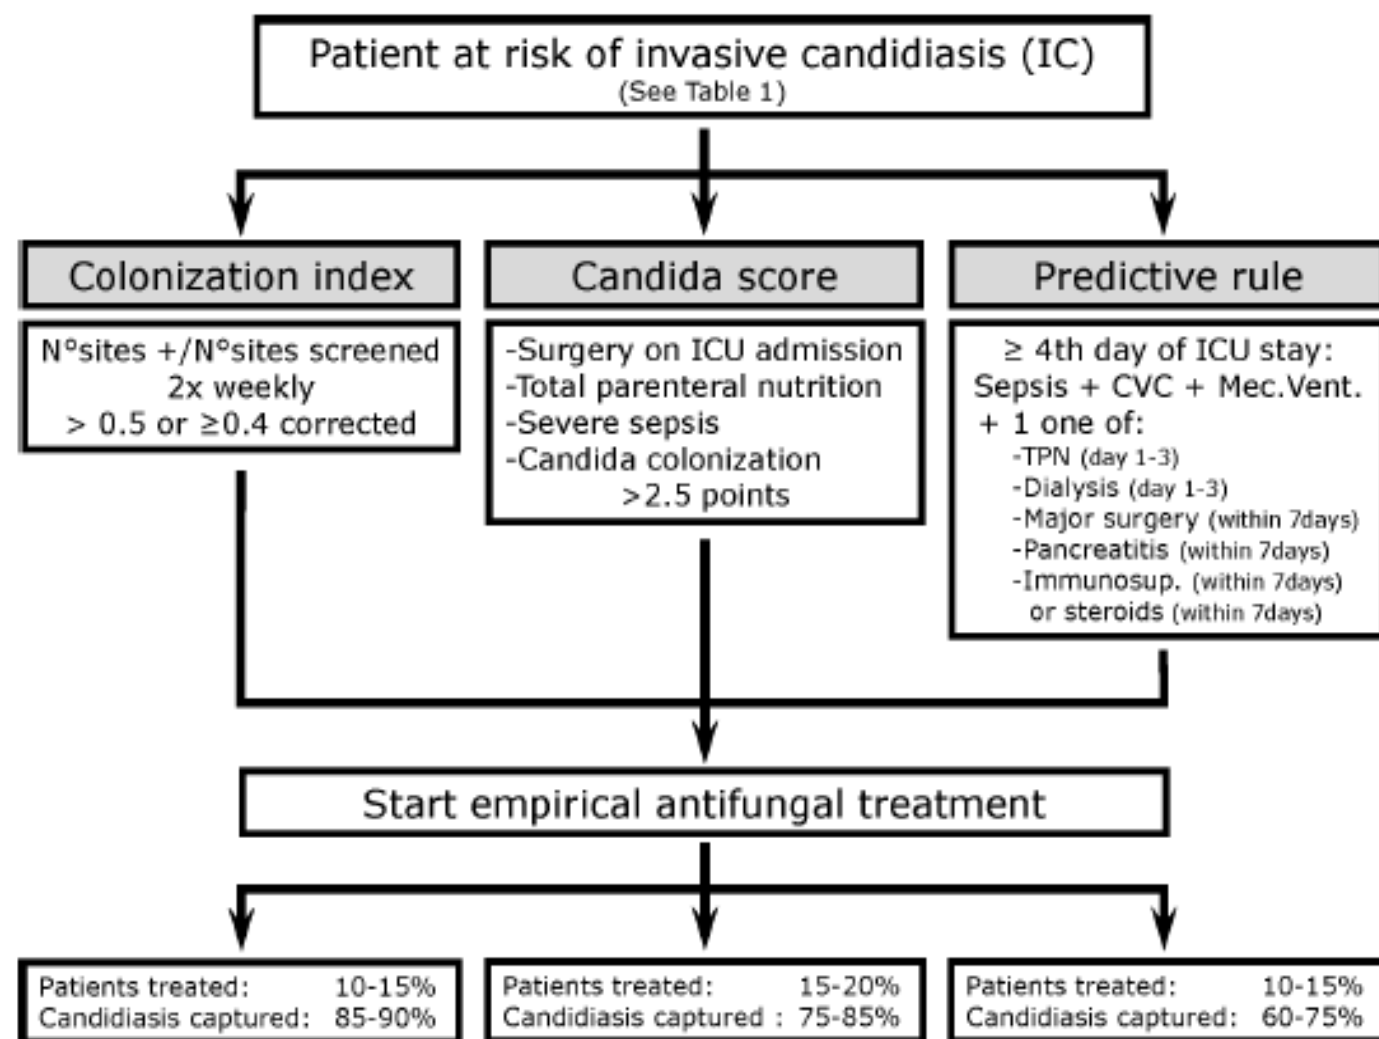 Patient at risk of invasive candidiasis (IC)
(See Table 1)
Colonization index
N°sites +/N°sites screened
2x weekly
> 0.5 or ≥0.4 corrected
Candida score
-Surgery on ICU admission
-Total parenteral nutrition
-Severe sepsis
-Candida colonization
>2.5 points
Predictive rule
≥ 4th day of ICU stay:
Sepsis + CVC + Mec.Vent.
+ 1 one of:
-TPN (day 1-3)
-Dialysis (day 1-3)
-Major surgery (within 7days)
-Pancreatitis (within 7days)
-Immunosup. (within 7days)
or steroids (within 7days)
Start empirical antifungal treatment
Patients treated: 10-15%
Candidiasis captured: 85-90%
Patients treated: 15-20%
Candidiasis captured : 75-85%
Patients treated: 10-15%
Candidiasis captured: 60-75%